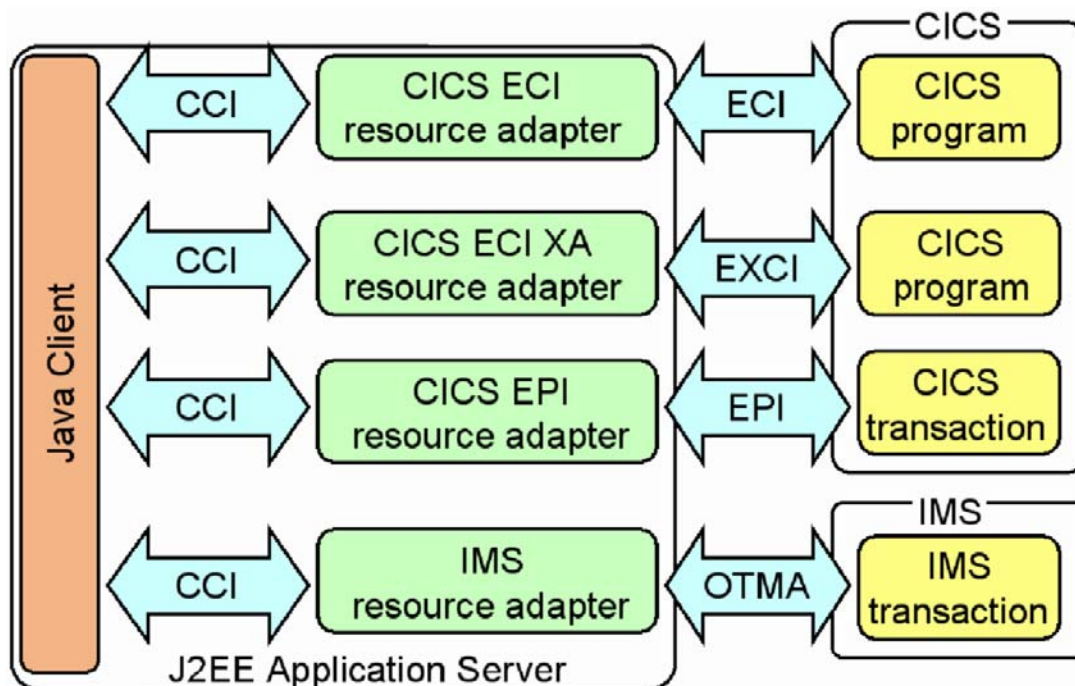 CICS
Java Client
CCI
CICS ECI
resource adapter
ECI
CICS
program
CCI
CICS ECI XA
resource adapter
EXCI
CICS
program
CCI
CICS EPI
resource adapter
EPI
CICS
transaction
IMS
CCI
IMS
resource adapter
OTMA
IMS
transaction
J2EE Application Server